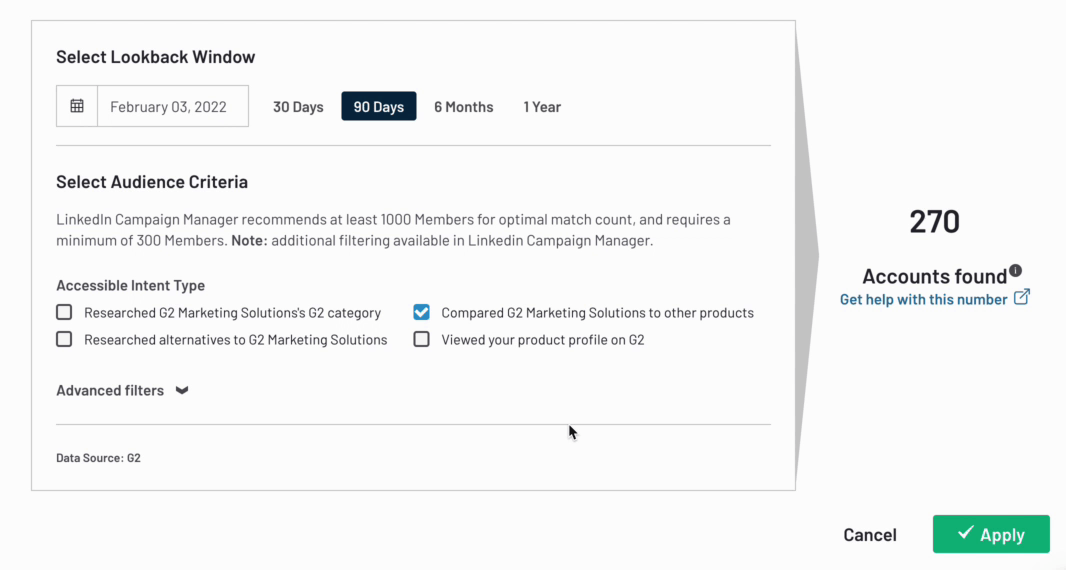 Select Lookback Window
February 03, 2022
30 Days
90 Days
6 Months
1 Year
Select Audience Criteria
LinkedIn Campaign Manager recommends at least 1000 Members for optimal match count, and requires a
minimum of 300 Members. Note: additional filtering available in Linkedin Campaign Manager.
Accessible Intent Type
Researched G2 Marketing Solutions's G2 category
Compared G2 Marketing Solutions to other products
Researched alternatives to G2 Marketing Solutions
Viewed your product profile on G2
Advanced filters
Data Source: G2
270
Accounts found
Get help with this number
Cancel
Apply